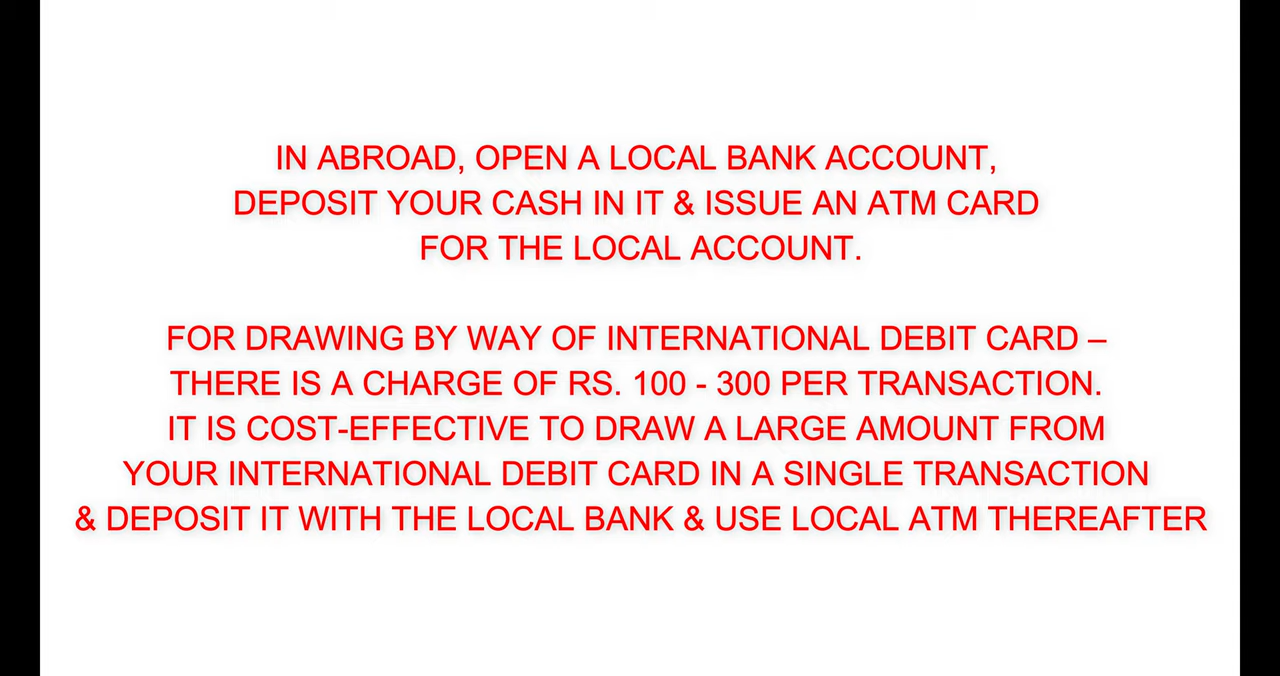 IN ABROAD, OPEN A LOCAL BANK ACCOUNT,
DEPOSIT YOUR CASH IN IT & ISSUE AN ATM CARD
FOR THE LOCAL ACCOUNT.
FOR DRAWING BY WAY OF INTERNATIONAL DEBIT CARD –
THERE IS A CHARGE OF RS. 100 - 300 PER TRANSACTION.
IT IS COST-EFFECTIVE TO DRAW A LARGE AMOUNT FROM
YOUR INTERNATIONAL DEBIT CARD IN A SINGLE TRANSACTION
& DEPOSIT IT WITH THE LOCAL BANK & USE LOCAL ATM THEREAFTER